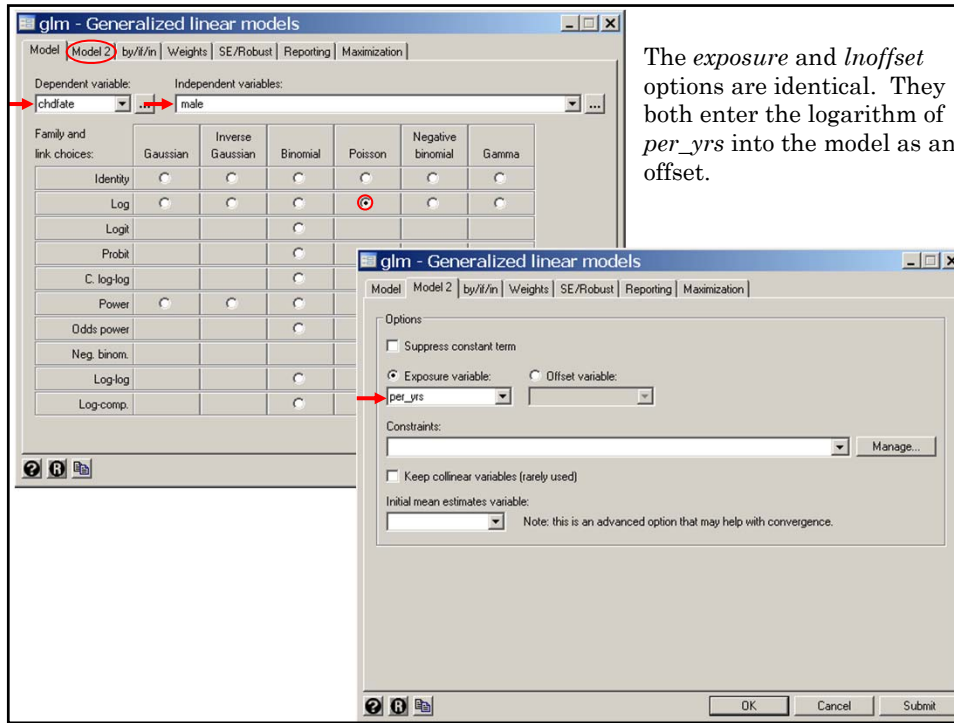 glm - Generalized linear models
Model Model 2 by/if/in Weights SE/Robust Reporting Maximization
Dependent variable: Independent variables:
chdfate ... male ...
Family and link choices: Gaussian Inverse Gaussian Binomial Poisson Negative binomial Gamma
Identity
Log
Logit
Probit
C. log-log
Power
Odds power
Neg. binom.
Log-log
Log-comp.
The exposure and lnoffset
options are identical. They
both enter the logarithm of
per_yrs into the model as an
offset.
glm - Generalized linear models
Model Model 2 by/if/in Weights SE/Robust Reporting Maximization
Options
Suppress constant term
Exposure variable: Offset variable:
per_yrs
Constraints:
Manage...
Keep collinear variables (rarely used)
Initial mean estimates variable:
Note: this is an advanced option that may help with convergence.
OK Cancel Submit